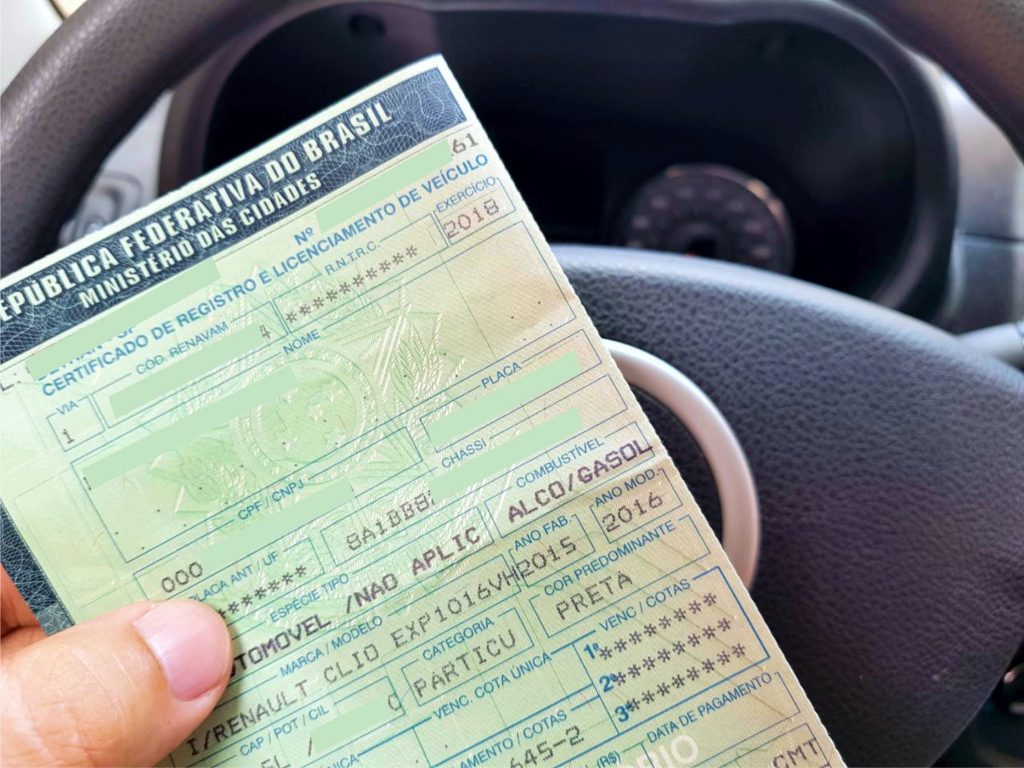 REPÚBLICA FEDERATIVA DO BRASIL
MINISTÉRIO DAS CIDADES
Nº 61
CERTIFICADO DE REGISTRO E LICENCIAMENTO DE VEÍCULO
VIA CÓD. RENAVAM R.N.T.R.C. EXERCÍCIO
1 4 ********** 2018
NOME
PLACA
CPF / CNPJ
000
CHASSI
8A1BB8
PLACA ANT / UF
ESPÉCIE TIPO COMBUSTÍVEL
AUTOMOVEL /NAO APLIC ALCO/GASOL
MARCA / MODELO ANO FAB. ANO MOD.
I/RENAULT CLIO EXP1016VH 2015 2016
CAP / POT / CIL CATEGORIA COR PREDOMINANTE
PARTICU PRETA
VENC. COTA ÚNICA VENC / COTAS
1ª ********
2ª ********
3ª ********
645-2
(R$) DATA DE PAGAMENTO
CMT